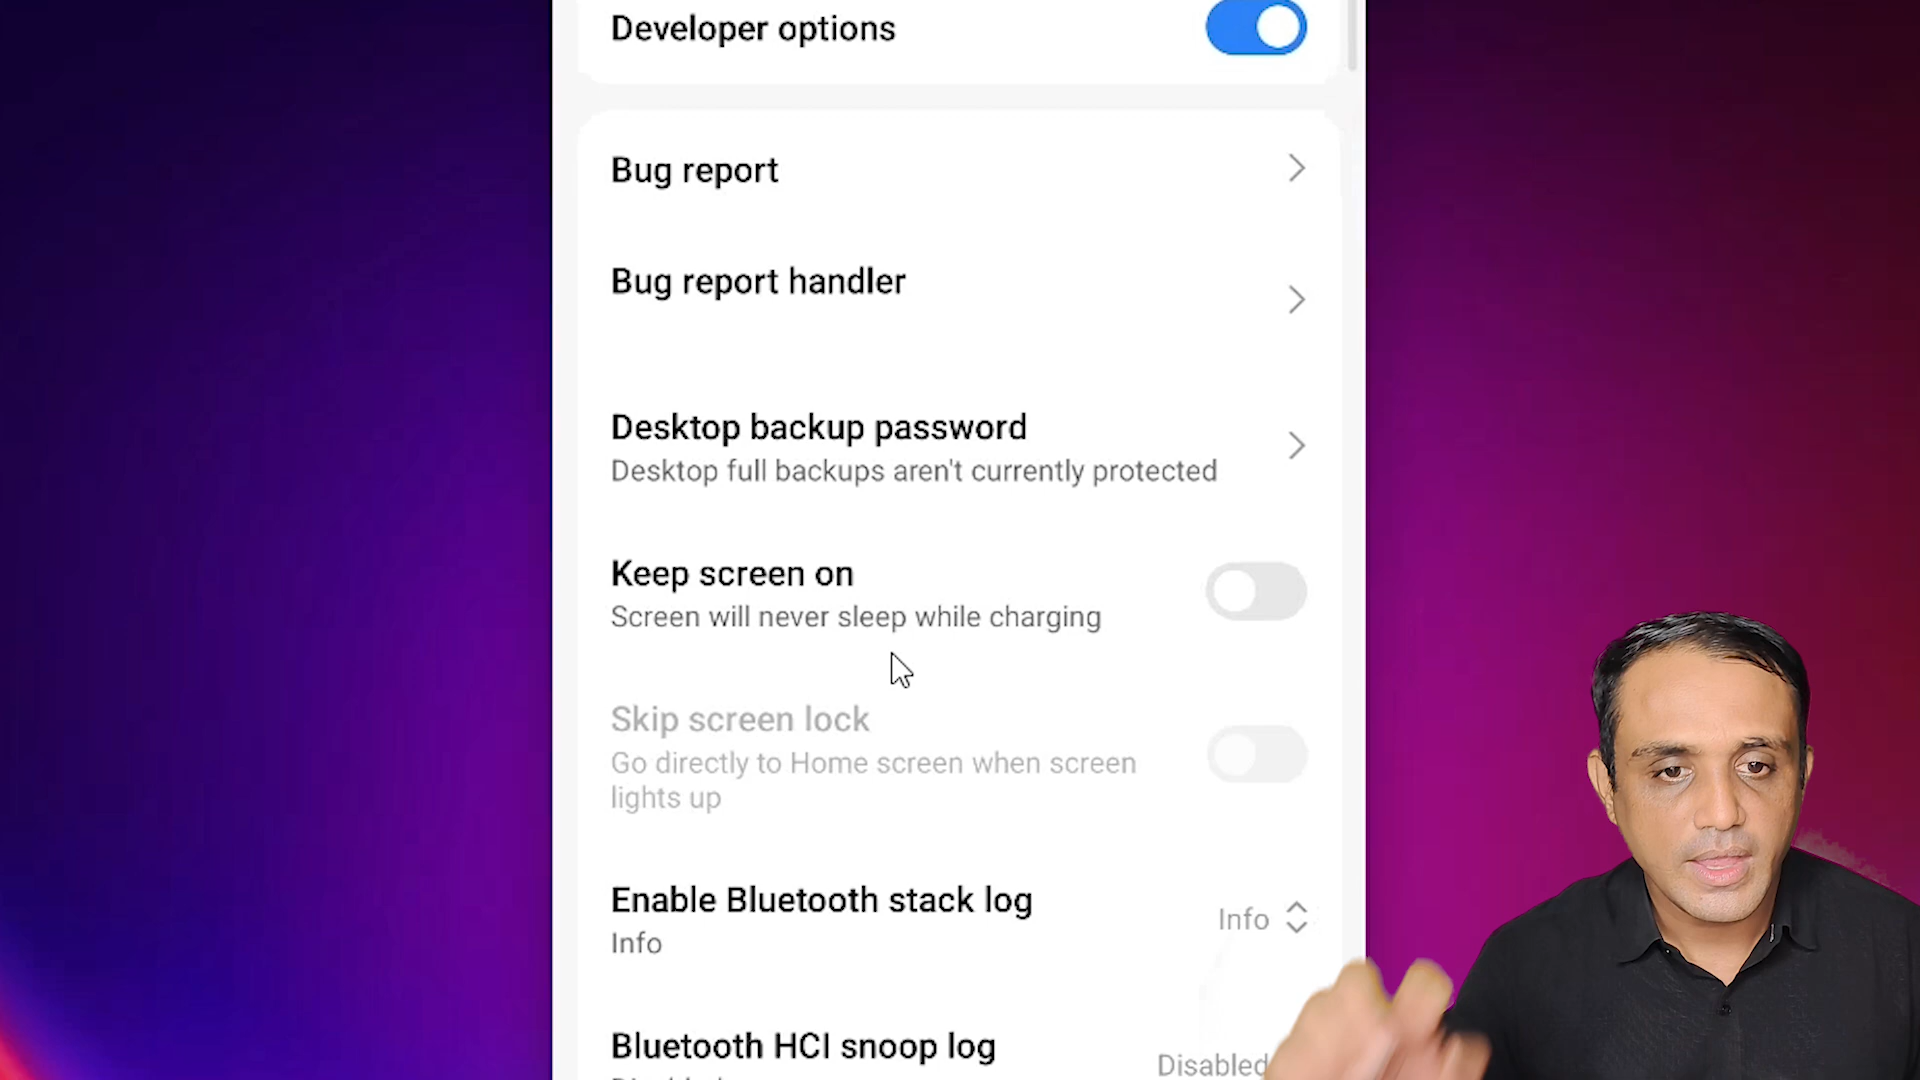 Developer options
Bug report
Bug report handler
Desktop backup password
Desktop full backups aren't currently protected
Keep screen on
Screen will never sleep while charging
Skip screen lock
Go directly to Home screen when screen
lights up
Enable Bluetooth stack log
Info
Info
Bluetooth HCI snoop log
Disabled